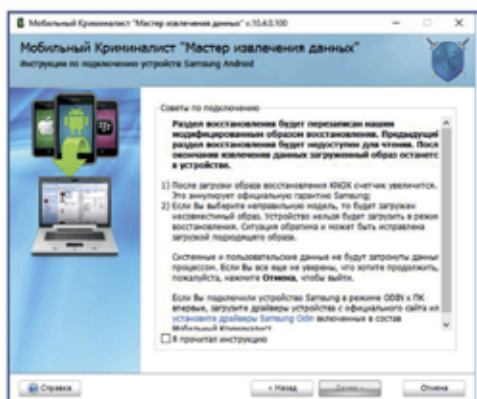 Мобильный Криминалист "Мастер извлечения данных" v.10.4.0.100
Мобильный Криминалист "Мастер извлечения данных"
Инструкции по подключению устройств Samsung Android
Советы по подключению
Раздел восстановления будет перезаписан нашим
модифицированным образом восстановления. Предыдущий
раздел восстановления будет недоступен для чтения. Посл
окончания извлечения данных загруженный образ останетс
в устройстве.
1) После загрузки образа восстановления KNOX счетчик увеличится.
Это аннулирует официальную гарантию Samsung;
2) Если Вы выберите неправильную модель, то будет загружен
несовместимый образ. Устройство нельзя будет загрузить в режим
восстановления. Ситуация обратима и может быть исправлена
загрузкой подходящего образа.
Системные и пользовательские данные не будут затронуты данны
процессом. Если Вы все еще не уверены, что хотите продолжить,
пожалуйста, нажмите Отмена, чтобы выйти.
Если Вы подключили устройство Samsung в режиме ODIN к ПК
впервые, загрузите драйверы устройства с официального сайта ил
установите драйверы Samsung Odin включенные в состав
Мобильный Криминалист
Я прочитал инструкцию
Справка
< Назад
Далее >
Отмена